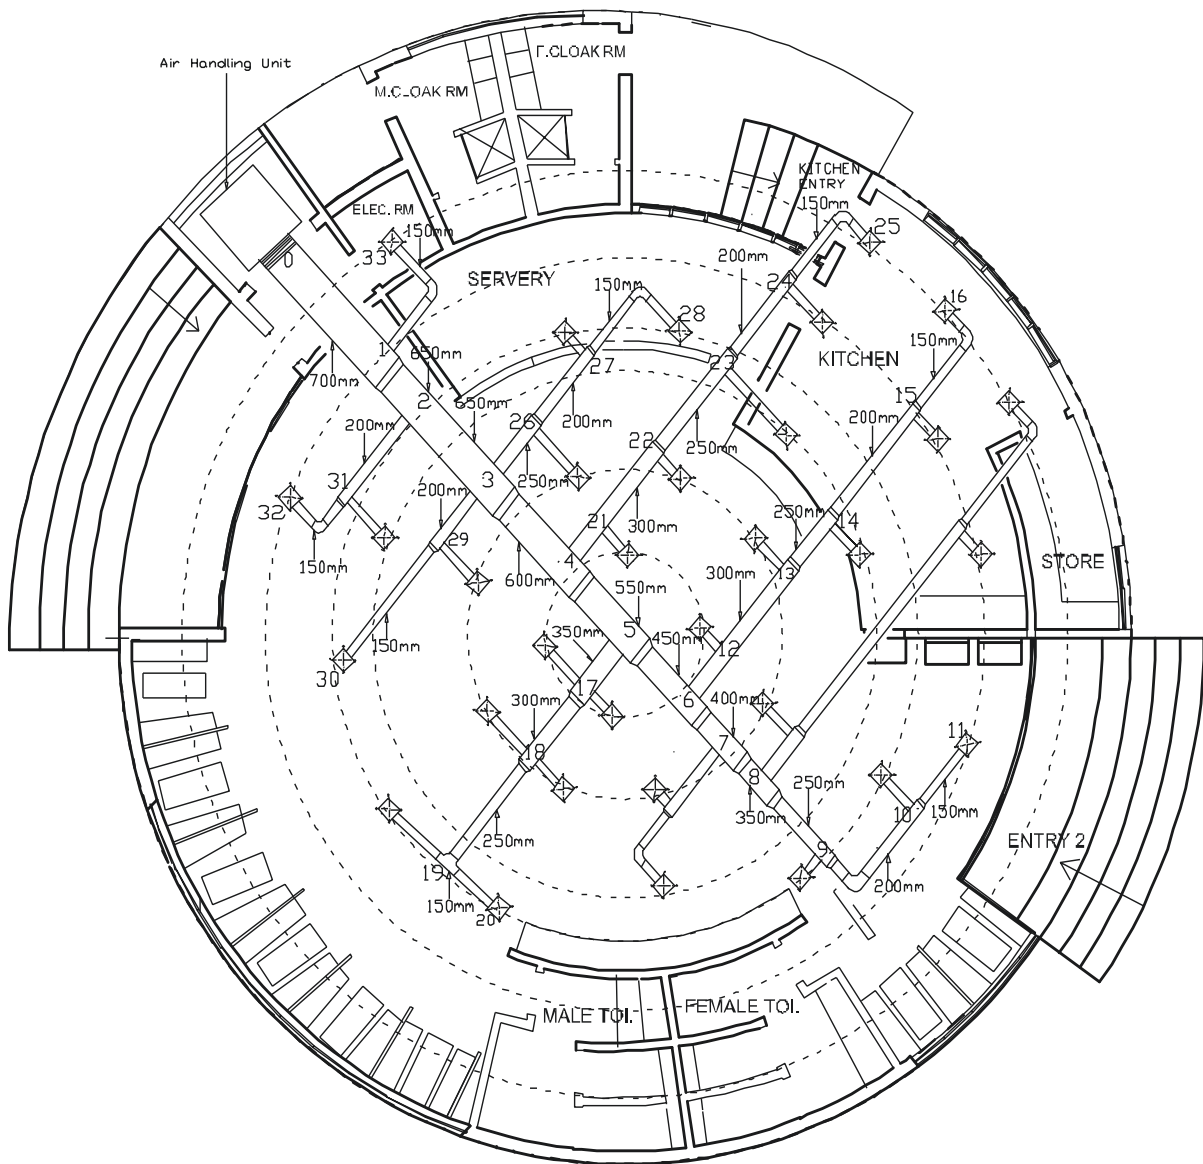 F.CLOAK RM
Air Handling Unit
M.CLOAK RM
KITCHEN
ENTRY
150mm
ELEC. RM
25
150mm
33
0
200mm
SERVERY
24
150mm
16
28
1
650mm
27
23
KITCHEN
150mm
700mm
2
650mm
15
26
200mm
200mm
200mm
22
250mm
3
250mm
31
200mm
32
21
300mm
14
29
250mm
150mm
4
600mm
13
STORE
300mm
550mm
5
350mm
450mm
12
150mm
30
17
6
400mm
300mm
7
11
18
8
250mm
350mm
10
150mm
250mm
9
ENTRY 2
19
200mm
150mm
20
MALE TOI.
FEMALE TOI.